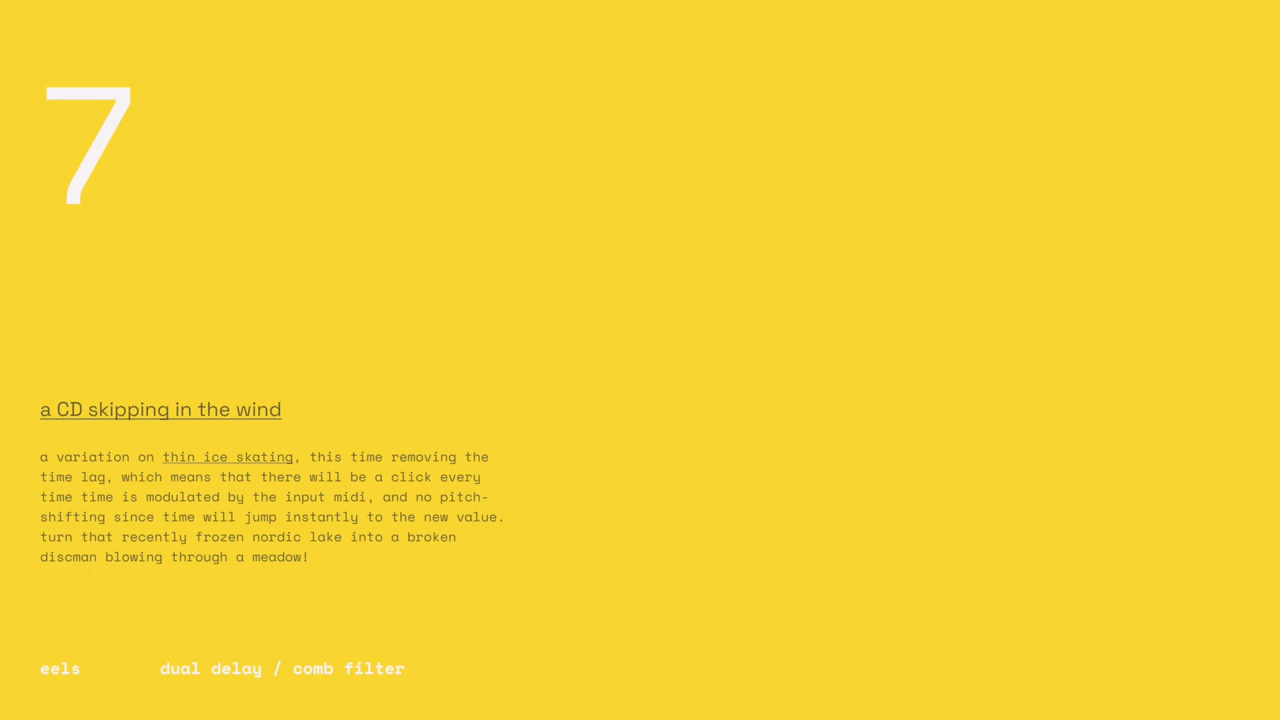 7
a CD skipping in the wind
a variation on thin ice skating, this time removing the
time lag, which means that there will be a click every
time time is modulated by the input midi, and no pitch-
shifting since time will jump instantly to the new value.
turn that recently frozen nordic lake into a broken
discman blowing through a meadow!
eels dual delay / comb filter